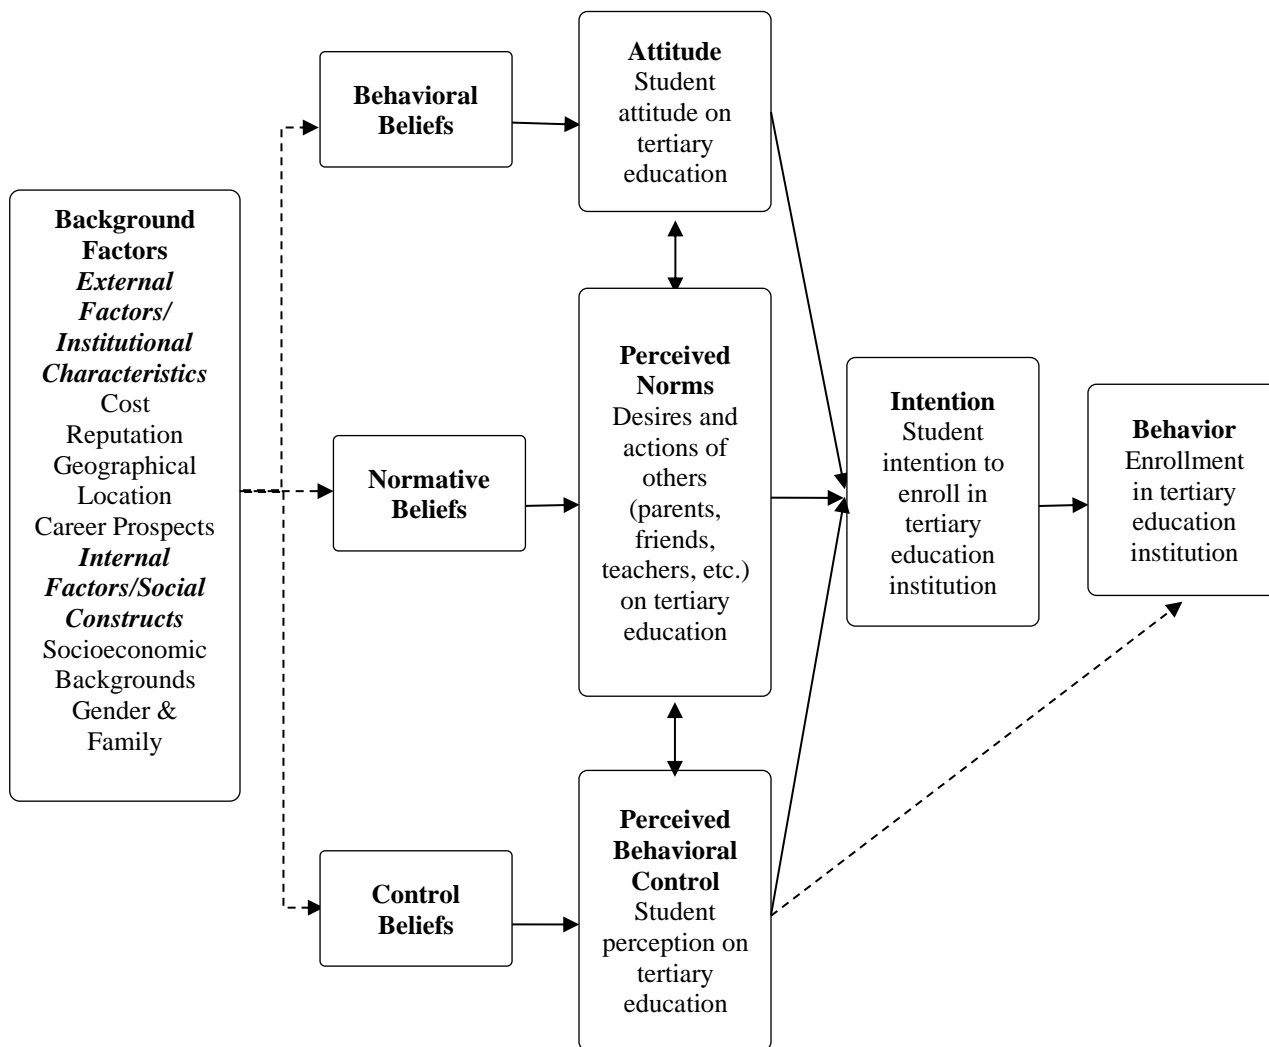 Background
Factors
External
Factors/
Institutional
Characteristics
Cost
Reputation
Geographical
Location
Career Prospects
Internal
Factors/Social
Constructs
Socioeconomic
Backgrounds
Gender &
Family
Behavioral
Beliefs
Normative
Beliefs
Control
Beliefs
Attitude
Student
attitude on
tertiary
education
Perceived
Norms
Desires and
actions of
others
(parents,
friends,
teachers, etc.)
on tertiary
education
Perceived
Behavioral
Control
Student
perception on
tertiary
education
Intention
Student
intention to
enroll in
tertiary
education
institution
Behavior
Enrollment
in tertiary
education
institution